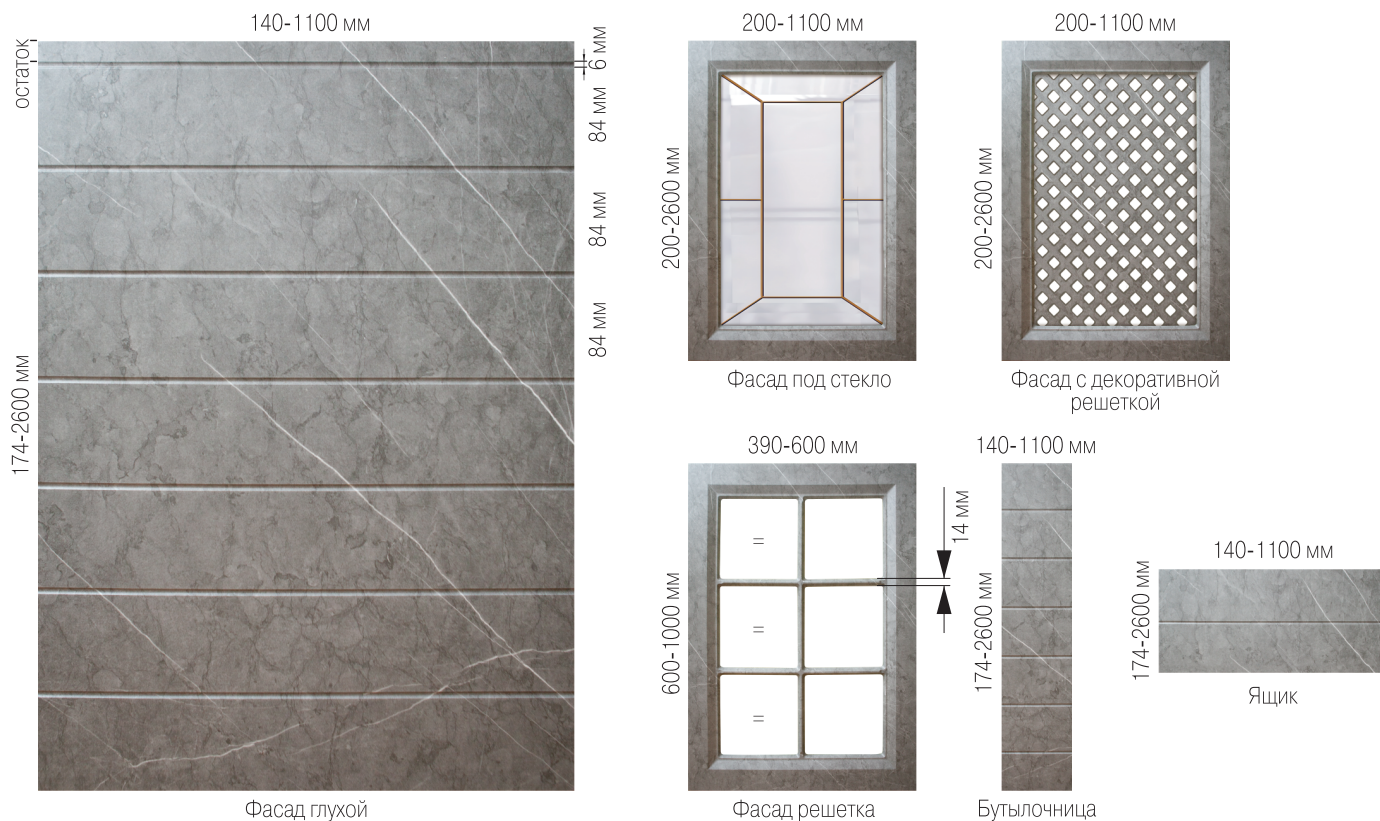 140-1100 мм
остаток
6 мм
84 мм
84 мм
84 мм
174-2600 мм
Фасад глухой
200-1100 мм
200-2600 мм
Фасад под стекло
200-1100 мм
200-2600 мм
Фасад с декоративной
решеткой
390-600 мм
600-1000 мм
=
=
=
14 мм
Фасад решетка
140-1100 мм
174-2600 мм
Бутылочница
140-1100 мм
174-2600 мм
Ящик